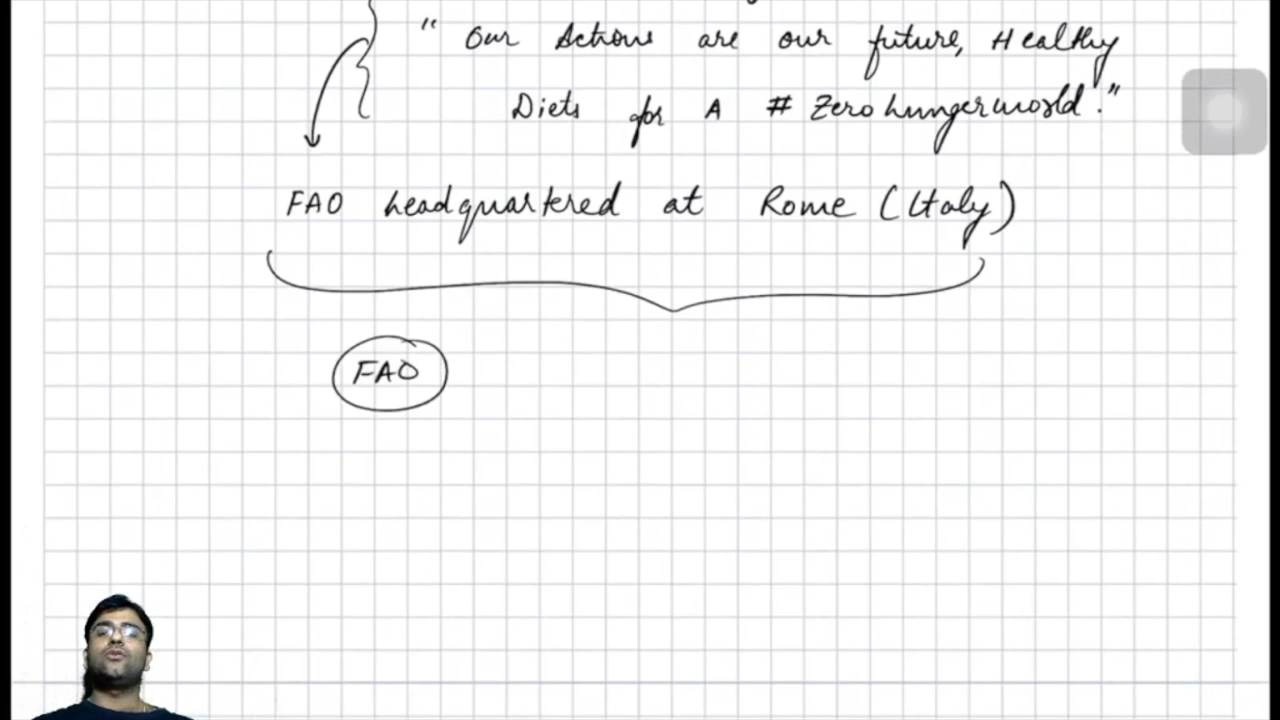 “ Our Actions are our future, Healthy
Diets for A # Zerohungerworld.”
FAO headquartered at Rome (Italy)
FAO